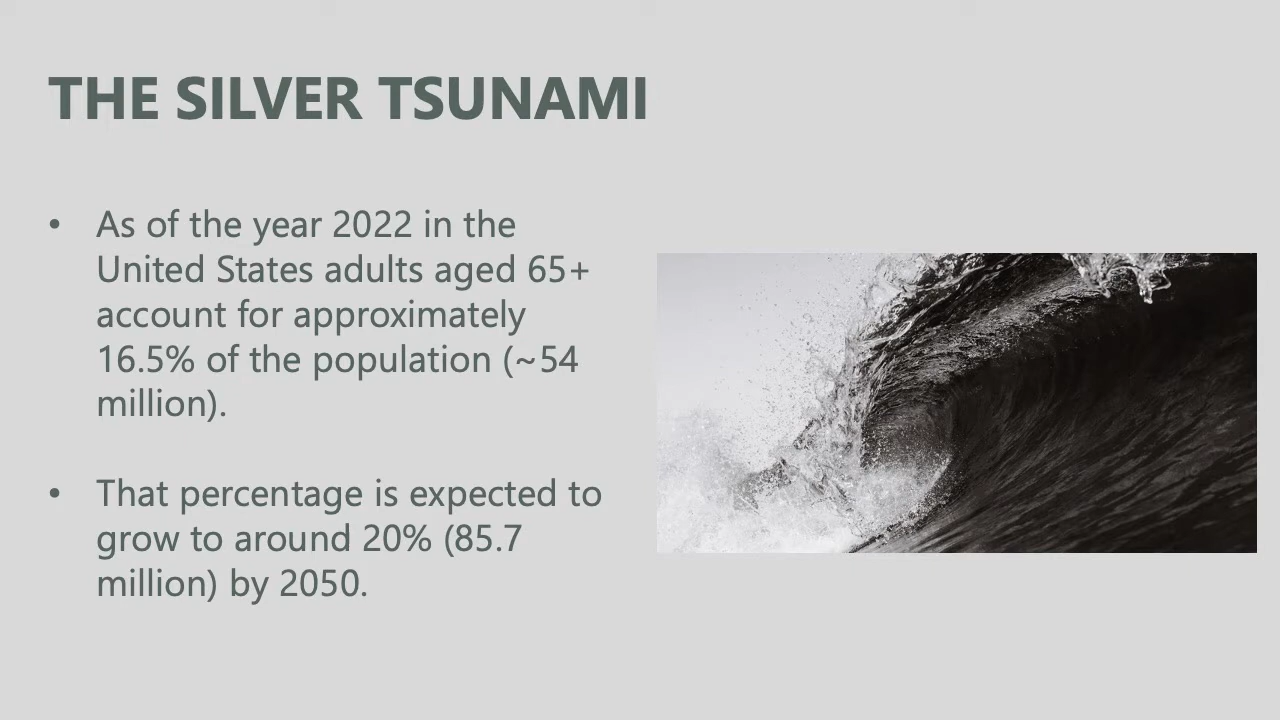 THE SILVER TSUNAMI
• As of the year 2022 in the
United States adults aged 65+
account for approximately
16.5% of the population (~54
million).
• That percentage is expected to
grow to around 20% (85.7
million) by 2050.